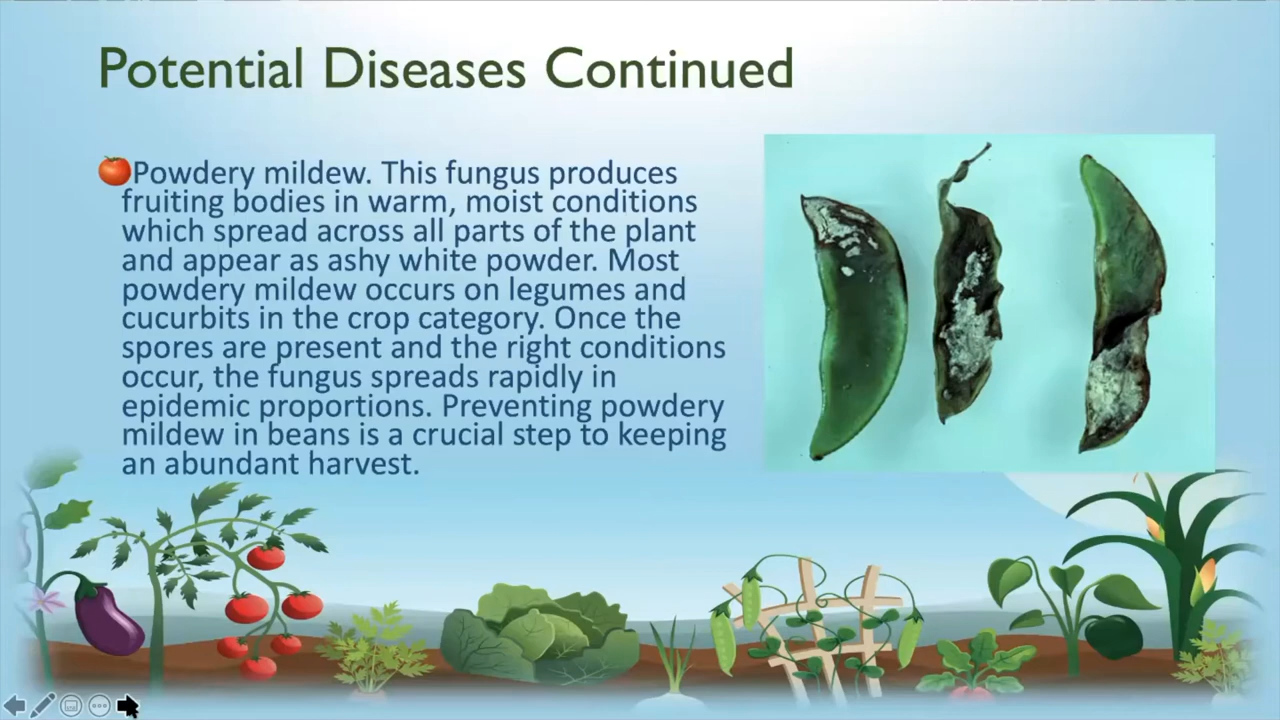 Potential Diseases Continued
Powdery mildew. This fungus produces
fruiting bodies in warm, moist conditions
which spread across all parts of the plant
and appear as ashy white powder. Most
powdery mildew occurs on legumes and
cucurbits in the crop category. Once the
spores are present and the right conditions
occur, the fungus spreads rapidly in
epidemic proportions. Preventing powdery
mildew in beans is a crucial step to keeping
an abundant harvest.